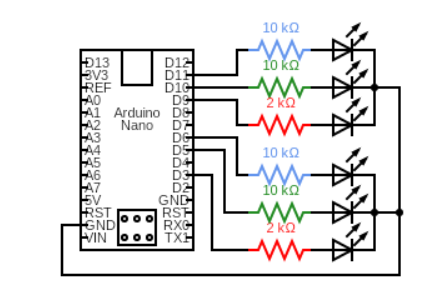 10 kΩ
10 kΩ
2 kΩ
D13 D12
3V3 D11
REF D10
A0 D9
A1 D8
A2 D7
A3 D6
A4 D5
A5 D4
A6 D3
A7 D2
5V GND
RST RST
GND RX0
VIN TX1
Arduino
Nano
10 kΩ
10 kΩ
2 kΩ